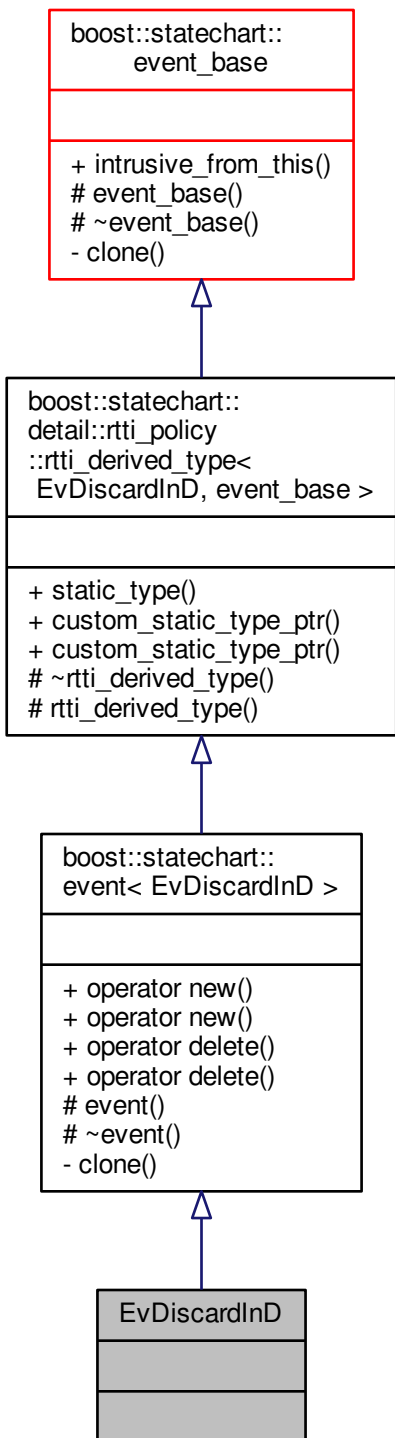 boost::statechart::
event_base
+ intrusive_from_this()
# event_base()
# ~event_base()
- clone()
boost::statechart::
detail::rtti_policy
::rtti_derived_type<
EvDiscardInD, event_base >
+ static_type()
+ custom_static_type_ptr()
+ custom_static_type_ptr()
# ~rtti_derived_type()
# rtti_derived_type()
boost::statechart::
event< EvDiscardInD >
+ operator new()
+ operator new()
+ operator delete()
+ operator delete()
# event()
# ~event()
- clone()
EvDiscardInD